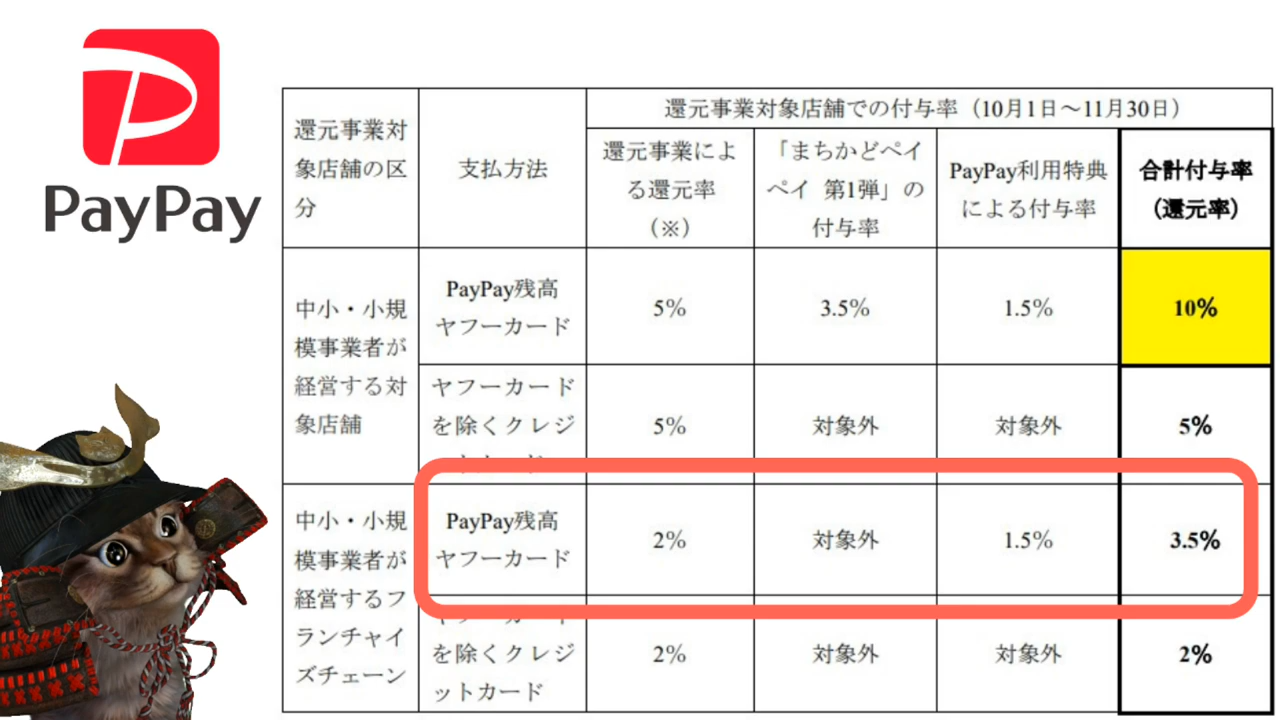 PayPay
還元事業対象店舗での付与率（10月1日～11月30日）
還元事業対
象店舗の区
分
支払方法
還元事業によ
る還元率
（※）
「まちかどペイ
ペイ 第1弾」の
付与率
PayPay利用特典
による付与率
合計付与率
（還元率）
中小・小規
模事業者が
経営する対
象店舗
PayPay残高
ヤフーカード
5%
3.5%
1.5%
10%
ヤフーカード
を除くクレジ
5%
対象外
対象外
5%
中小・小規
模事業者が
経営するフ
ランチャイ
ズチェーン
PayPay残高
ヤフーカード
2%
対象外
1.5%
3.5%
を除くクレジ
ットカード
2%
対象外
対象外
2%